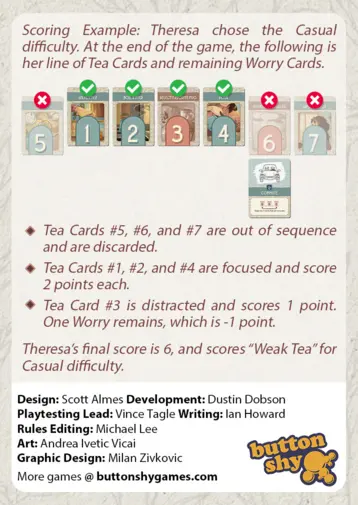 Scoring Example: Theresa chose the Casual
difficulty. At the end of the game, the following is
her line of Tea Cards and remaining Worry Cards.
5 1 2 3 4 6 7
Tea Cards #5, #6, and #7 are out of sequence
and are discarded.
Tea Cards #1, #2, and #4 are focused and score
2 points each.
Tea Card #3 is distracted and scores 1 point.
One Worry remains, which is -1 point.
Theresa's final score is 6, and scores “Weak Tea” for
Casual difficulty.
Design: Scott Almes Development: Dustin Dobson
Playtesting Lead: Vince Tagle Writing: Ian Howard
Rules Editing: Michael Lee
Art: Andrea Ivetic Vicai
Graphic Design: Milan Zivkovic
More games @ buttonshygames.com
button
shy